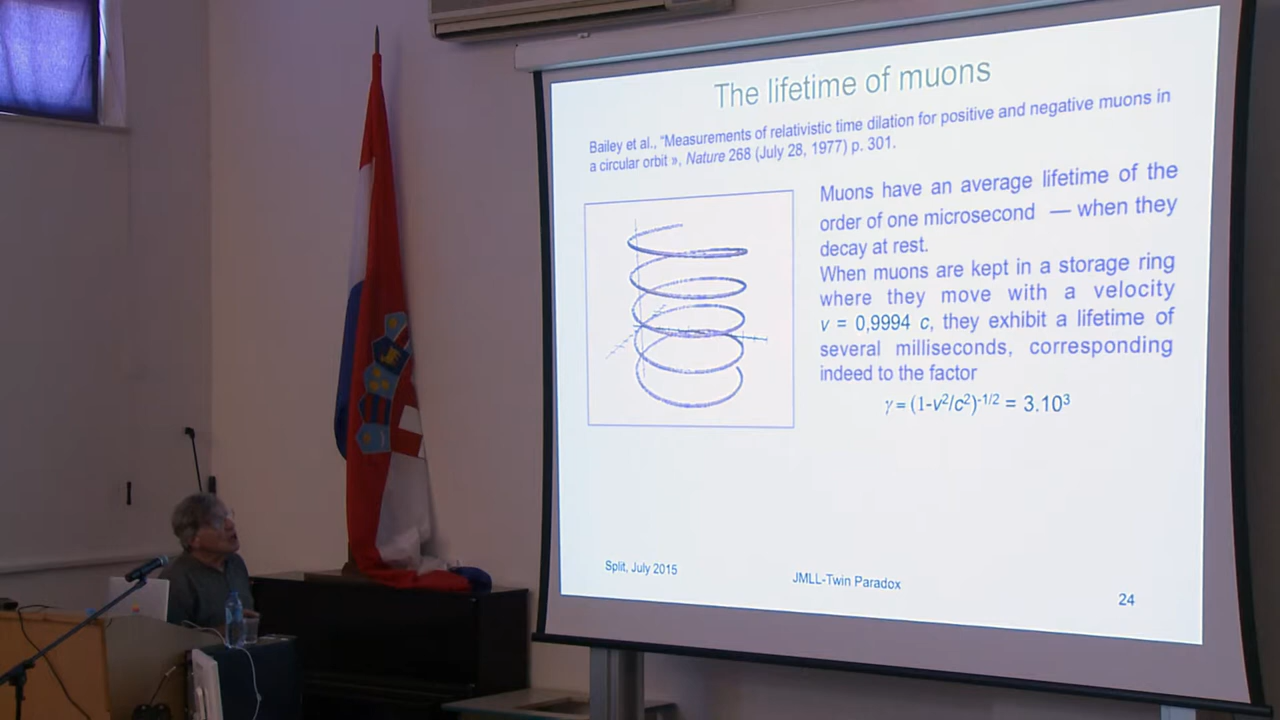 The lifetime of muons
Bailey et al., "Measurements of relativistic time dilation for positive and negative muons in
a circular orbit », Nature 268 (July 28, 1977) p. 301.
Muons have an average lifetime of the
order of one microsecond — when they
decay at rest.
When muons are kept in a storage ring
where they move with a velocity
v = 0,9994 c, they exhibit a lifetime of
several milliseconds, corresponding
indeed to the factor
γ = (1-v²/c²)⁻¹/² = 3.10³
Split, July 2015
JMLL-Twin Paradox
24